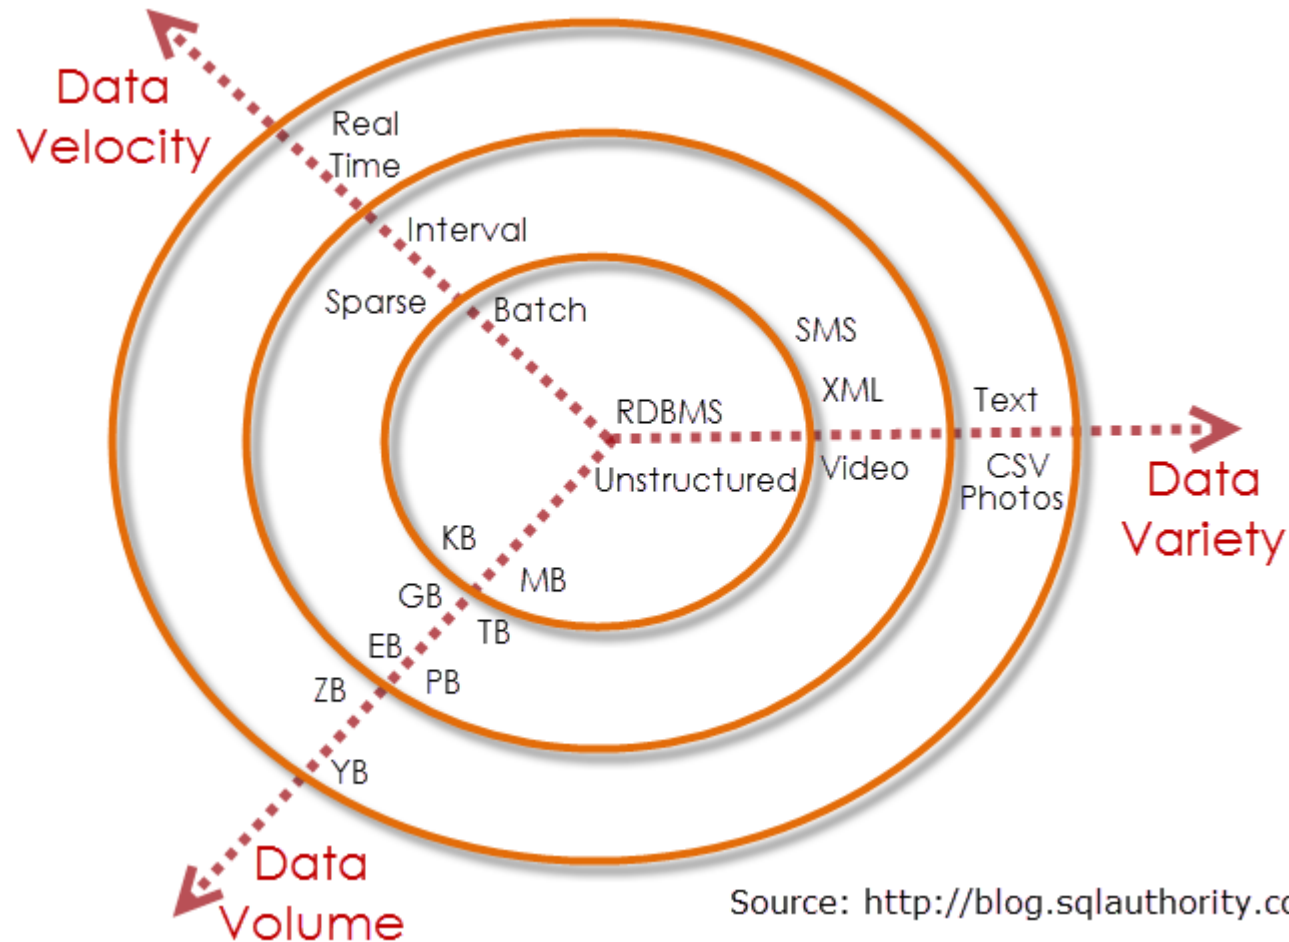 Data
Velocity
Real
Time
Interval
Sparse
Batch
SMS
XML
RDBMS
Text
Unstructured
Video
CSV
Photos
Data
Variety
KB
MB
GB
TB
EB
PB
ZB
YB
Data
Volume
Source: http://blog.sqlauthority.co